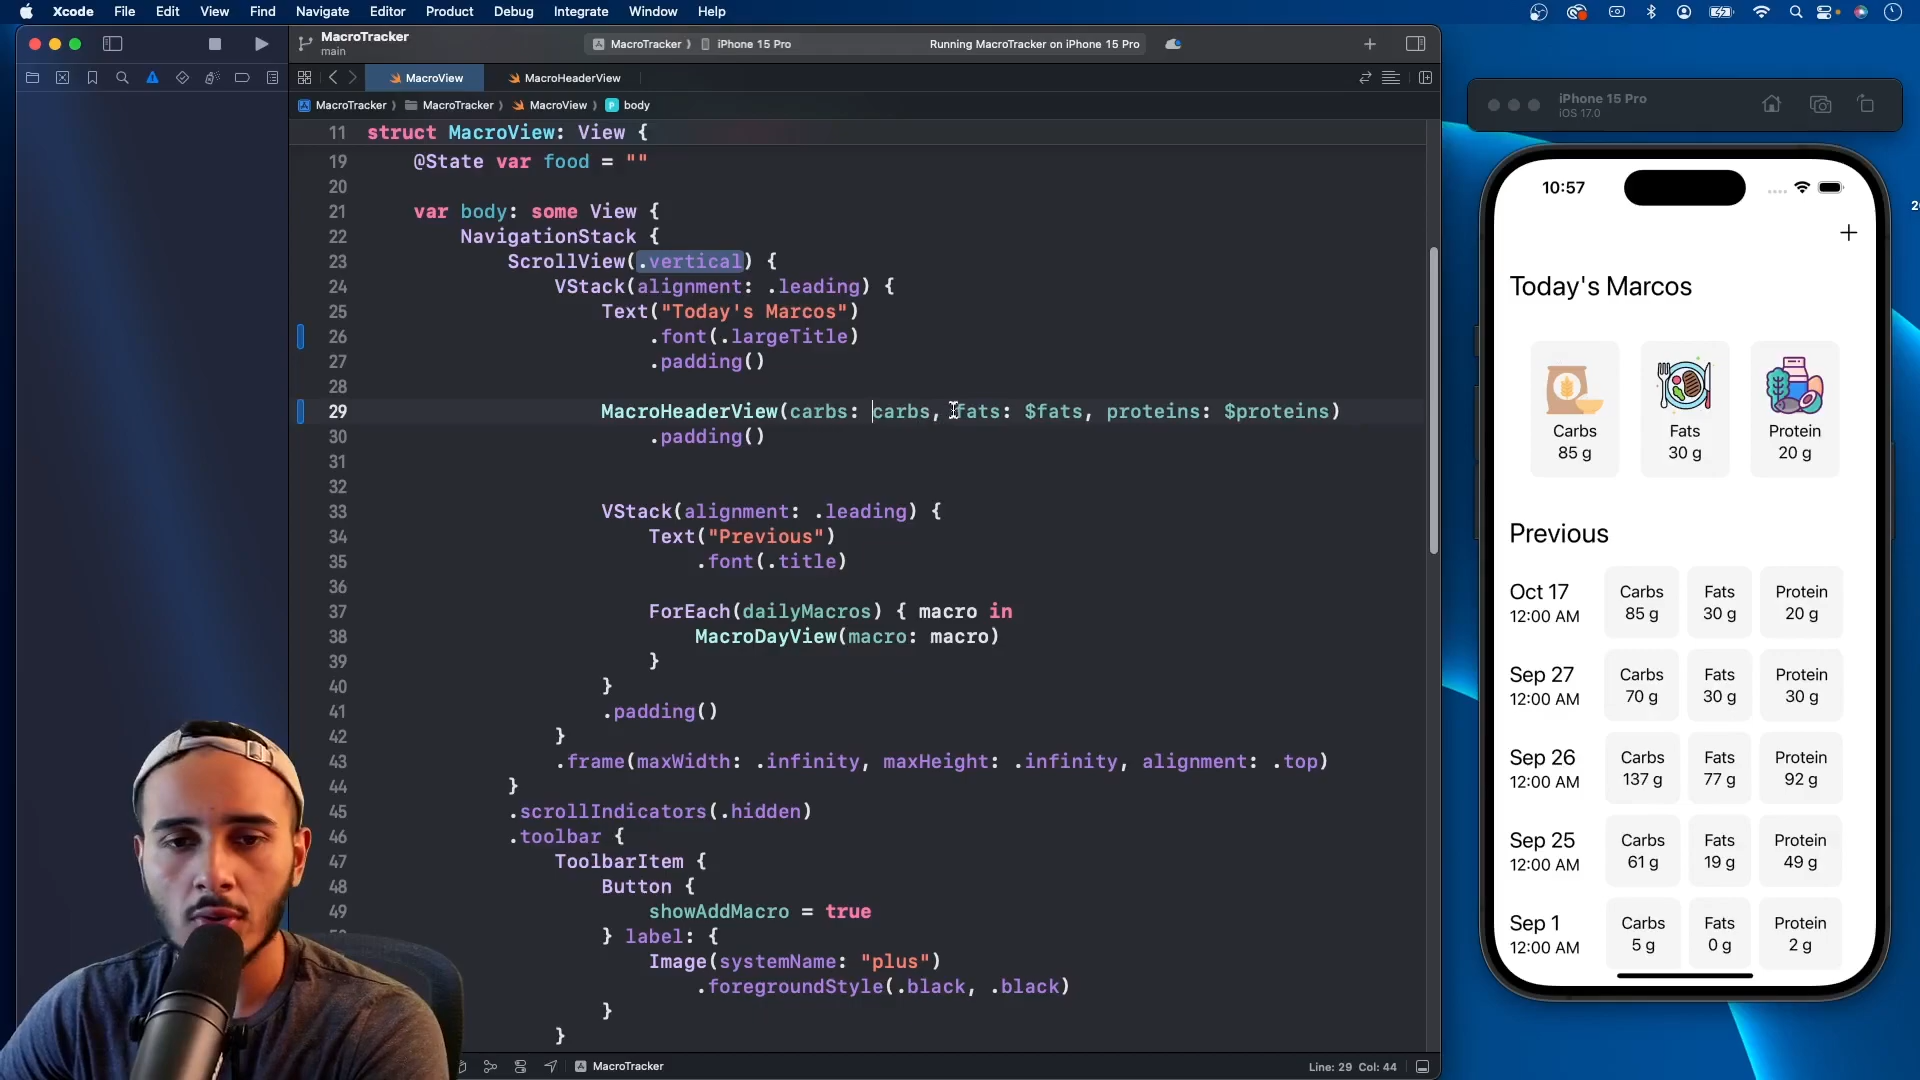 Xcode File Edit View Find Navigate Editor Product Debug Integrate Window Help
MacroTracker
main
MacroTracker iPhone 15 Pro
Running MacroTracker on iPhone 15 Pro
MacroView
MacroHeaderView
MacroTracker MacroTracker MacroView body
11 struct MacroView: View {
19 @State var food = ""
20
21 var body: some View {
22 NavigationStack {
23 ScrollView(.vertical) {
24 VStack(alignment: .leading) {
25 Text("Today's Marcos")
26 .font(.largeTitle)
27 .padding()
28
29 MacroHeaderView(carbs: carbs, fats: $fats, proteins: $proteins)
30 .padding()
31
32
33 VStack(alignment: .leading) {
34 Text("Previous")
35 .font(.title)
36
37 ForEach(dailyMacros) { macro in
38 MacroDayView(macro: macro)
39 }
40 }
41 .padding()
42 }
43 .frame(maxWidth: .infinity, maxHeight: .infinity, alignment: .top)
44 }
45 .scrollIndicators(.hidden)
46 .toolbar {
47 ToolbarItem {
48 Button {
49 showAddMacro = true
} label: {
Image(systemName: "plus")
.foregroundStyle(.black, .black)
}
}
MacroTracker
Line: 29 Col: 44
iPhone 15 Pro
iOS 17.0
10:57
Today's Marcos
Carbs
85 g
Fats
30 g
Protein
20 g
Previous
Oct 17
12:00 AM
Carbs
85 g
Fats
30 g
Protein
20 g
Sep 27
12:00 AM
Carbs
70 g
Fats
30 g
Protein
30 g
Sep 26
12:00 AM
Carbs
137 g
Fats
77 g
Protein
92 g
Sep 25
12:00 AM
Carbs
61 g
Fats
19 g
Protein
49 g
Sep 1
12:00 AM
Carbs
5 g
Fats
0 g
Protein
2 g